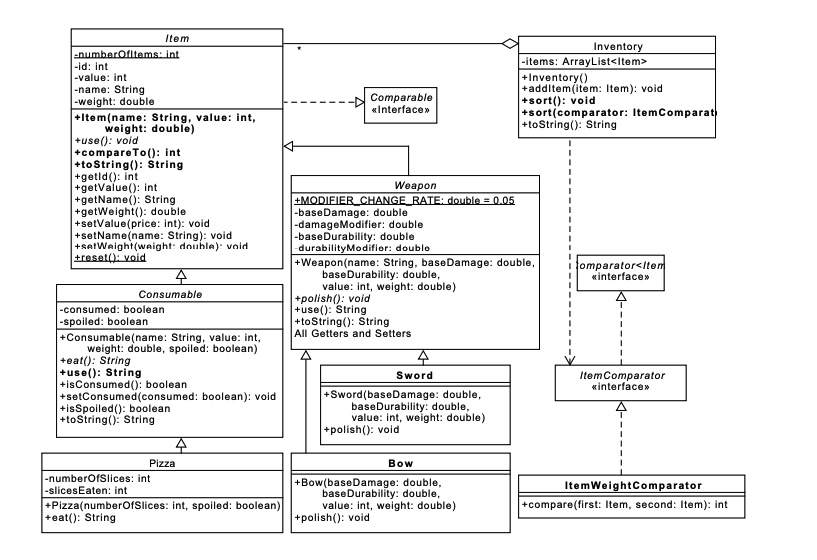 Item
-numberOfItems: int
-id: int
-value: int
-name: String
-weight: double
+Item(name: String, value: int,
weight: double)
+use(): void
+compareTo(): int
+toString(): String
+getId(): int
+getValue(): int
+getName(): String
+getWeight(): double
+setValue(price: int): void
+setName(name: String): void
+setWeight(weight: double): void
+reset(): void
*
Inventory
-items: ArrayList<Item>
+Inventory()
+addItem(item: Item): void
+sort(): void
+sort(comparator: ItemComparat
+toString(): String
Comparable
«Interface»
Weapon
+MODIFIER_CHANGE_RATE: double = 0.05
-baseDamage: double
-damageModifier: double
-baseDurability: double
-durabilityModifier: double
+Weapon(name: String, baseDamage: double,
baseDurability: double,
value: int, weight: double)
+polish(): void
+use(): String
+toString(): String
All Getters and Setters
omparator<Item
«interface»
Consumable
-consumed: boolean
-spoiled: boolean
+Consumable(name: String, value: int,
weight: double, spoiled: boolean)
+eat(): String
+use(): String
+isConsumed(): boolean
+setConsumed(consumed: boolean): void
+isSpoiled(): boolean
+toString(): String
Sword
+Sword(baseDamage: double,
baseDurability: double,
value: int, weight: double)
+polish(): void
ItemComparator
«interface»
Pizza
-numberOfSlices: int
-slicesEaten: int
+Pizza(numberOfSlices: int, spoiled: boolean)
+eat(): String
Bow
+Bow(baseDamage: double,
baseDurability: double,
value: int, weight: double)
+polish(): void
ItemWeightComparator
+compare(first: Item, second: Item): int